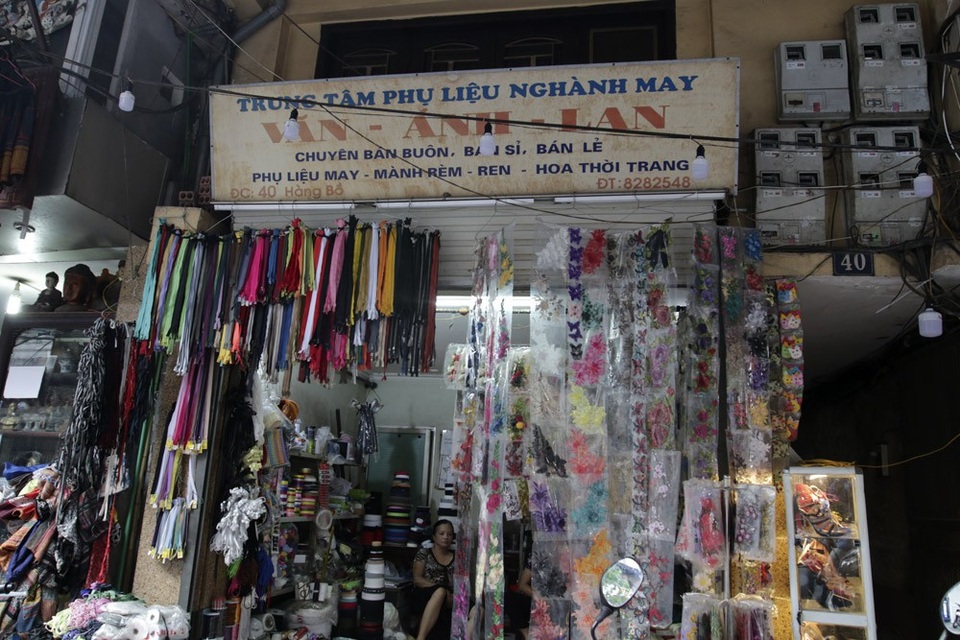 TRUNG TÂM PHỤ LIỆU NGHÀNH MAY
VÂN - ÁNH - LAN
CHUYÊN BÁN BUÔN, BÁN SỈ, BÁN LẺ
PHỤ LIỆU MAY - MÀNH RÈM - REN - HOA THỜI TRANG
ĐC: 40 Hàng Bồ ĐT:8282548
40